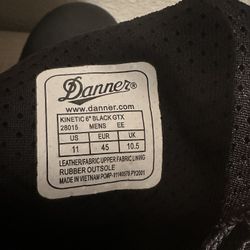 Danner®
www.danner.com
KINETIC 6" BLACK GTX
28015 MENS EE
US EUR UK
11 45 10.5
LEATHER/FABRIC UPPER FABRIC LINING
RUBBER OUTSOLE
MADE IN VIETNAM